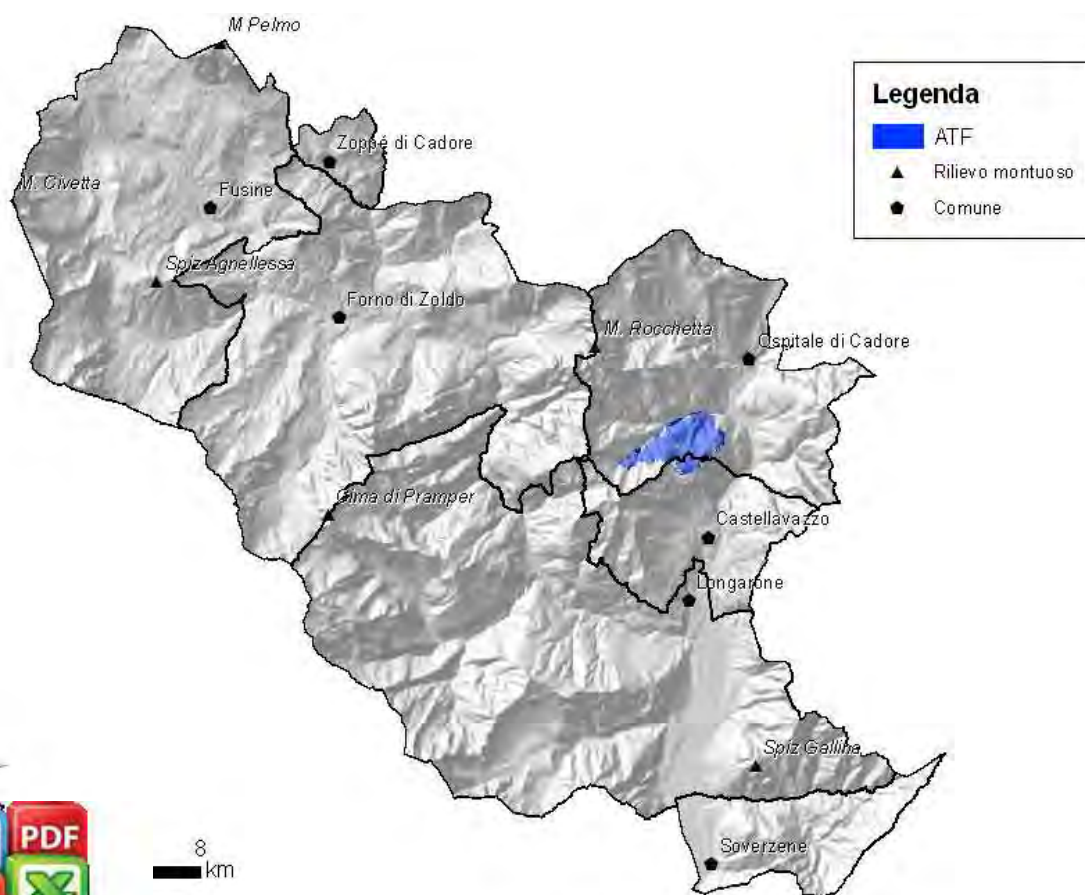 M Pelmo
Legenda
ATF
Rilievo montuoso
Comune
Zoppé di Cadore
M. Civetta
Fusine
Spiz Agnellessa
Forno di Zoldo
M. Rocchetta
Ospitale di Cadore
Cima di Pramper
Castellavazzo
Longarone
Spiz Gallina
Soverzene
8
km
PDF